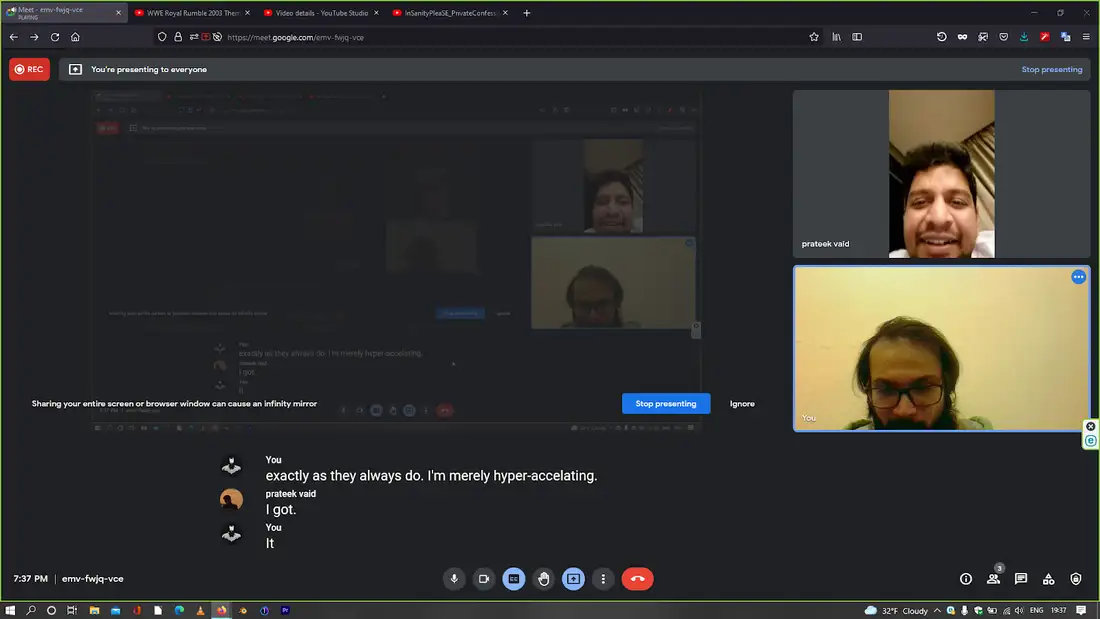 Meet - emv-fwjq-vce
PLAYING
WWE Royal Rumble 2003 Them
Video details - YouTube Studio
InSanityPleaSE_PrivateConfess
https://meet.google.com/emv-fwjq-vce
REC
You're presenting to everyone
Stop presenting
prateek vaid
You
Sharing your entire screen or browser window can cause an infinity mirror
Stop presenting
Ignore
You
exactly as they always do. I'm merely hyper-accelating.
prateek vaid
I got.
You
It
7:37 PM | emv-fwjq-vce
3
32°F Cloudy
ENG
19:37